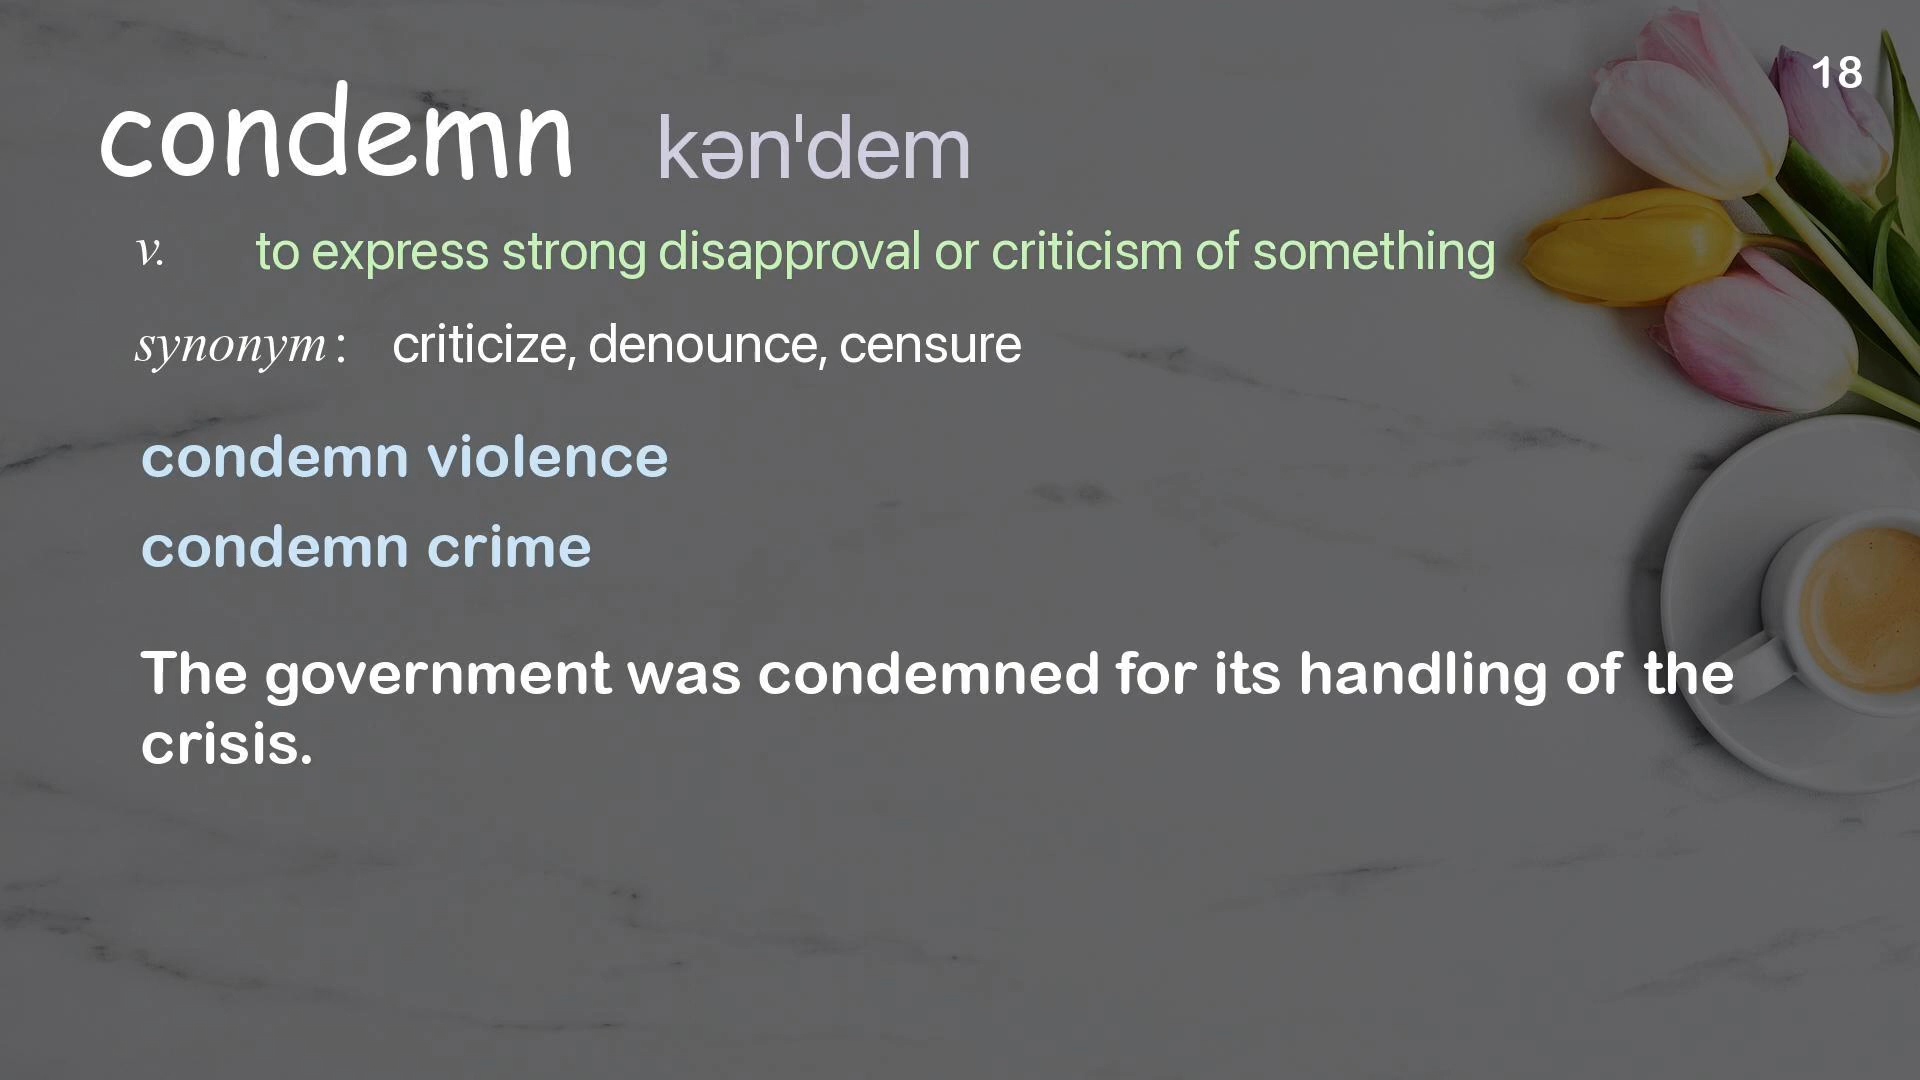 18
condemn kən'dem
v. to express strong disapproval or criticism of something
synonym: criticize, denounce, censure
condemn violence
condemn crime
The government was condemned for its handling of the
crisis.